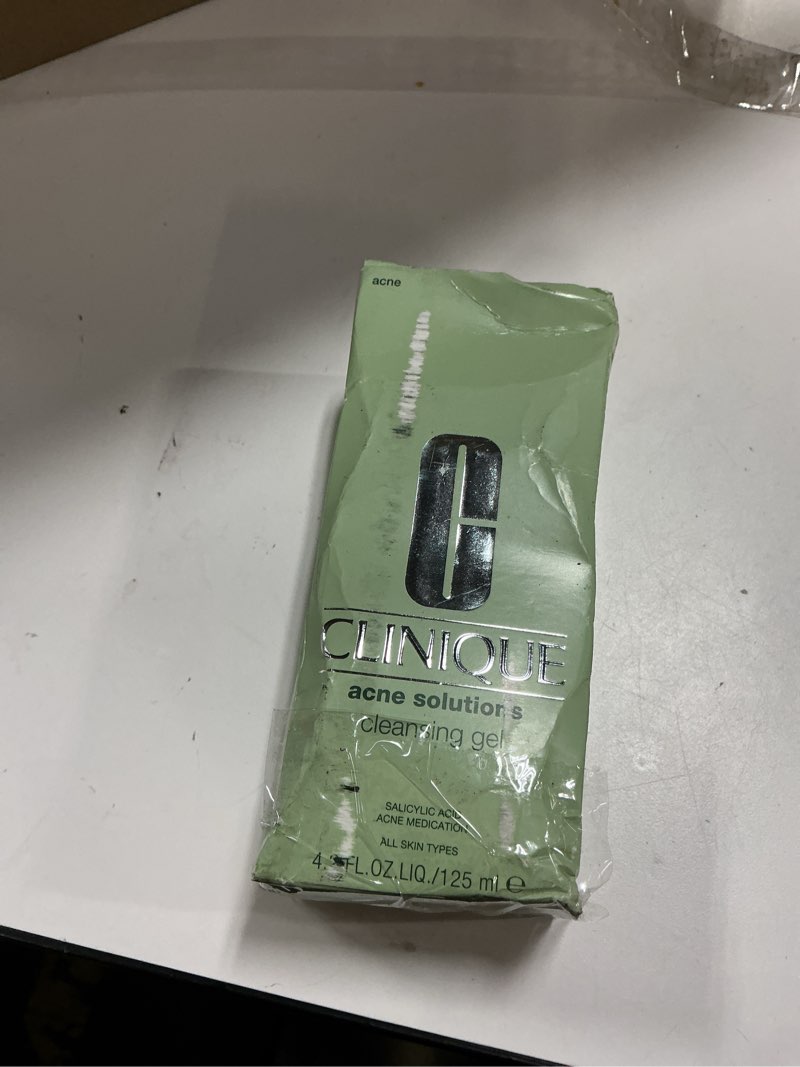 acne
C
CLINIQUE
acne solutions
cleansing gel
SALICYLIC ACID
ACNE MEDICATION
ALL SKIN TYPES
FL.OZ.LIQ./125 ml ℮